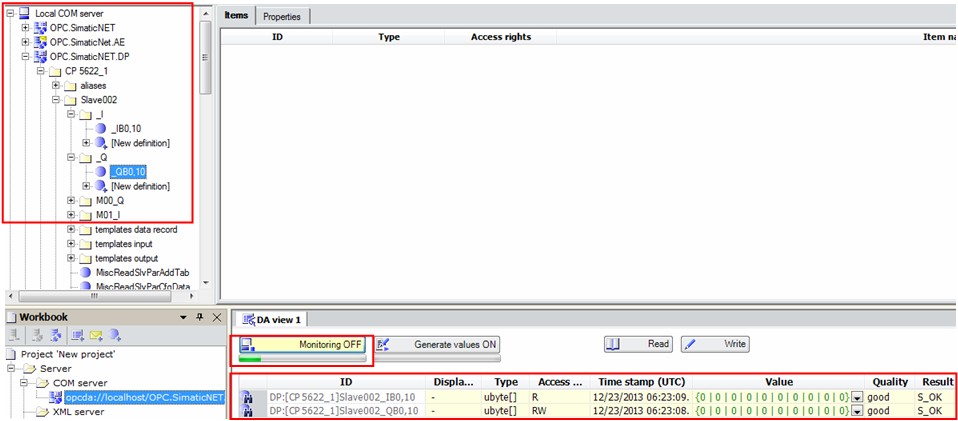 Local COM server
OPC.SimaticNET
OPC.SimaticNet.AE
OPC.SimaticNET.DP
CP 5622_1
aliases
Slave002
_I
_IB0,10
[New definition]
_Q
_QB0,10
[New definition]
M00_Q
M01_I
templates data record
templates input
templates output
MiscReadSlvParAddTab
MiscReadSlvParCfgData
Items Properties
ID Type Access rights Item na
Workbook
Project 'New project'
Server
COM server
opcda://localhost/OPC.SimaticNET
XML server
DA view 1
Monitoring OFF Generate values ON Read Write
ID Displa... Type Access ... Time stamp (UTC) Value Quality Result
DP:[CP 5622_1]Slave002_IB0,10 - ubyte[] R 12/23/2013 06:23:09. {0 | 0 | 0 | 0 | 0 | 0 | 0 | 0 | 0 | 0} good S_OK
DP:[CP 5622_1]Slave002_QB0,10 - ubyte[] RW 12/23/2013 06:23:08. {0 | 0 | 0 | 0 | 0 | 0 | 0 | 0 | 0 | 0} good S_OK